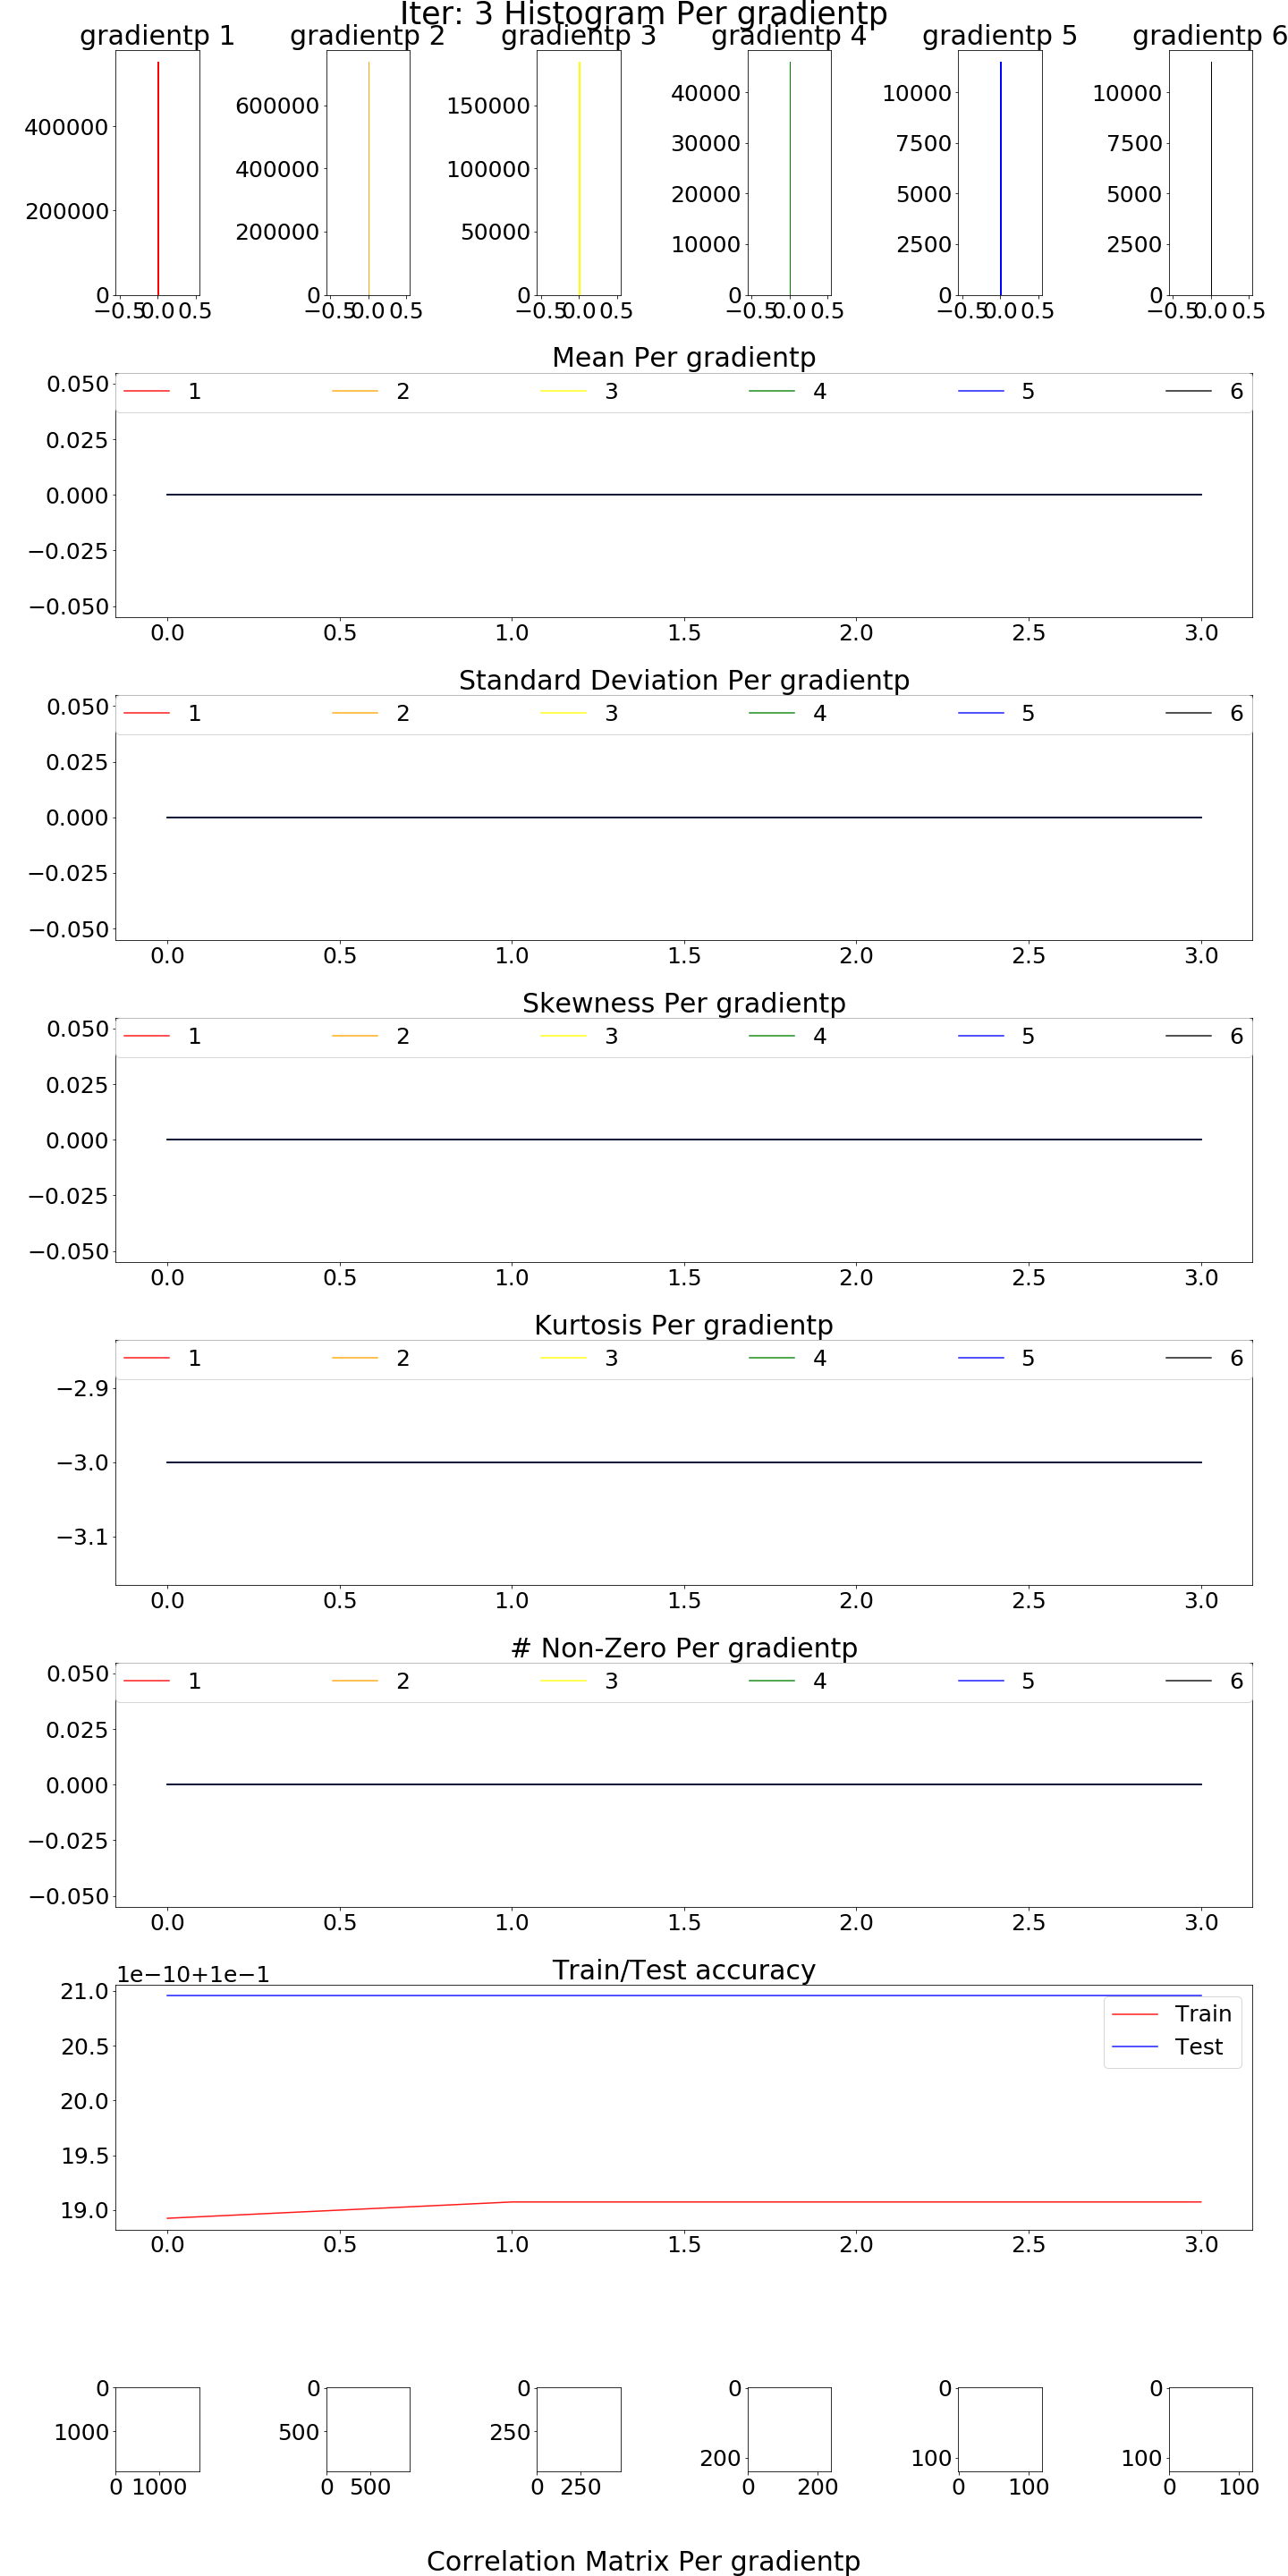 Iter: 3 Histogram Per gradientp
gradientp 1 gradientp 2 gradientp 3 gradientp 4 gradientp 5 gradientp 6
400000
200000
0
−0.5 0.0 0.5
600000
400000
200000
0
−0.5 0.0 0.5
150000
100000
50000
0
−0.5 0.0 0.5
40000
30000
20000
10000
0
−0.5 0.0 0.5
10000
7500
5000
2500
0
−0.5 0.0 0.5
10000
7500
5000
2500
0
−0.5 0.0 0.5
Mean Per gradientp
1 2 3 4 5 6
0.050
0.025
0.000
−0.025
−0.050
0.0 0.5 1.0 1.5 2.0 2.5 3.0
Standard Deviation Per gradientp
1 2 3 4 5 6
0.050
0.025
0.000
−0.025
−0.050
0.0 0.5 1.0 1.5 2.0 2.5 3.0
Skewness Per gradientp
1 2 3 4 5 6
0.050
0.025
0.000
−0.025
−0.050
0.0 0.5 1.0 1.5 2.0 2.5 3.0
Kurtosis Per gradientp
1 2 3 4 5 6
−2.9
−3.0
−3.1
0.0 0.5 1.0 1.5 2.0 2.5 3.0
# Non-Zero Per gradientp
1 2 3 4 5 6
0.050
0.025
0.000
−0.025
−0.050
0.0 0.5 1.0 1.5 2.0 2.5 3.0
Train/Test accuracy
1e−10+1e−1
21.0
20.5
20.0
19.5
19.0
Train
Test
0.0 0.5 1.0 1.5 2.0 2.5 3.0
0
1000
0 1000
0
500
0 500
0
250
0 250
0
200
0 200
0
100
0 100
0
100
0 100
Correlation Matrix Per gradientp